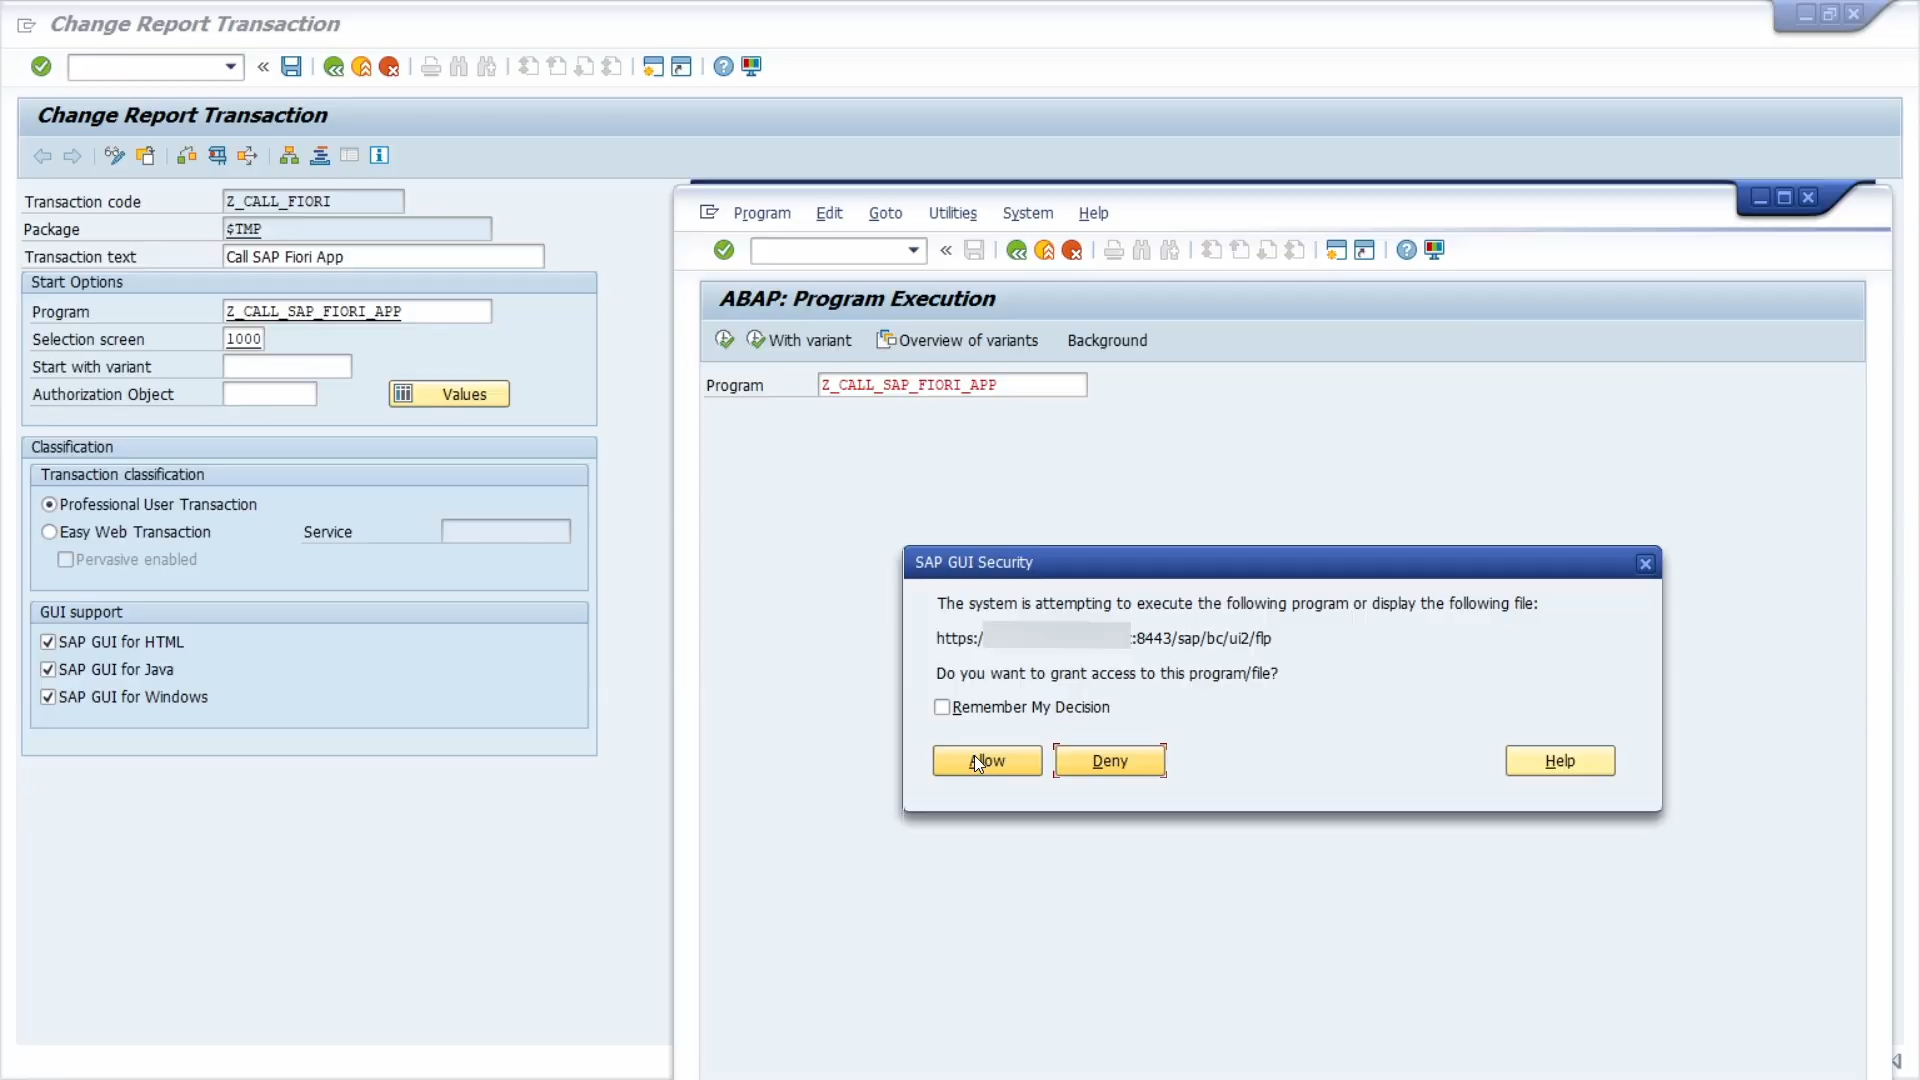 Change Report Transaction
Change Report Transaction
Transaction code Z_CALL_FIORI
Package $TMP
Transaction text Call SAP Fiori App
Start Options
Program Z_CALL_SAP_FIORI_APP
Selection screen 1000
Start with variant
Authorization Object Values
Classification
Transaction classification
Professional User Transaction
Easy Web Transaction Service
Pervasive enabled
GUI support
SAP GUI for HTML
SAP GUI for Java
SAP GUI for Windows
Program Edit Goto Utilities System Help
ABAP: Program Execution
With variant Overview of variants Background
Program Z_CALL_SAP_FIORI_APP
SAP GUI Security
The system is attempting to execute the following program or display the following file:
https:/ :8443/sap/bc/ui2/flp
Do you want to grant access to this program/file?
Remember My Decision
Allow Deny Help